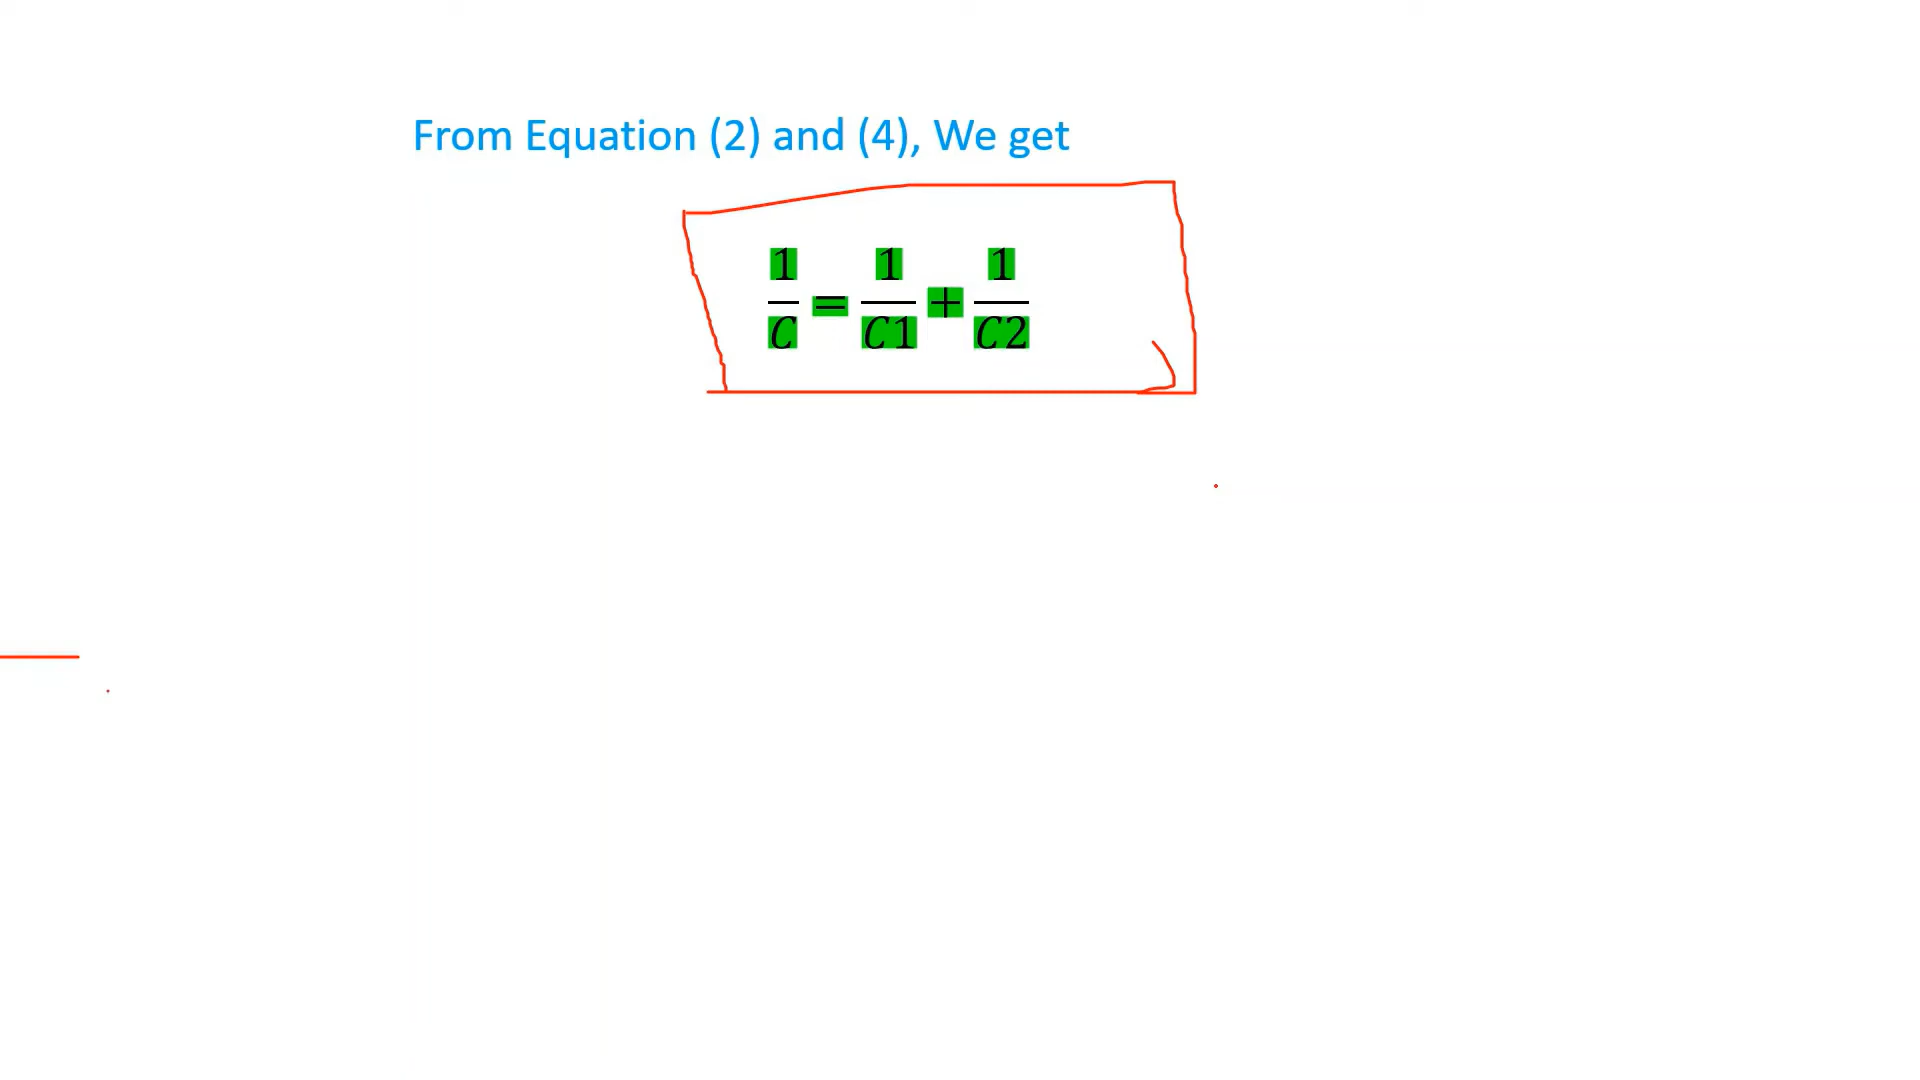 From Equation (2) and (4), We get
1/C = 1/C1 + 1/C2